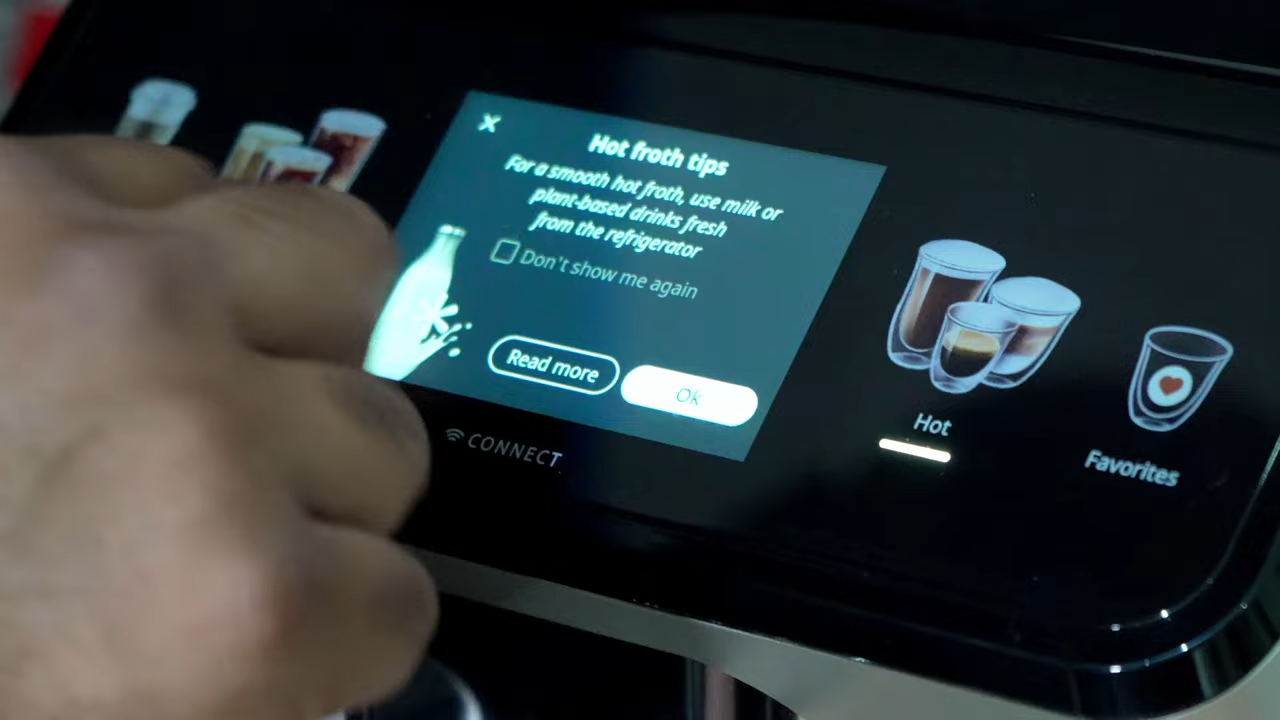 Hot froth tips
For a smooth hot froth, use milk or
plant-based drinks fresh
from the refrigerator
Don't show me again
Read more
Ok
CONNECT
Hot
Favorites